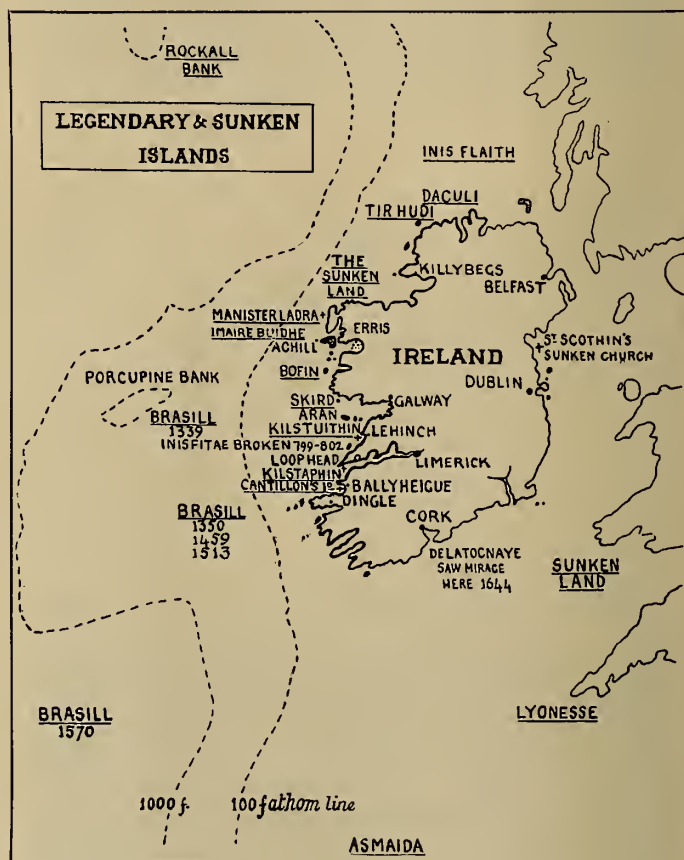 ROCKALL
BANK
LEGENDARY & SUNKEN
ISLANDS
INIS FLAITH
DACULI
TIR HUDI
THE
SUNKEN
LAND
KILLYBEGS
BELFAST
MANISTER LADRA
IMAIRE BUIDHE
ERRIS
ACHILL
ST SCOTHIN'S
SUNKEN CHURCH
IRELAND
PORCUPINE BANK
BOFIN
DUBLIN
BRASILL
1339
SKIRD
GALWAY
ARAN
KILSTUITHIN
LEHINCH
INISFITAE BROKEN 799-802
LOOP HEAD
LIMERICK
KILSTAPHIN
CANTILLON'S Id
BALLYHEIGUE
DINGLE
BRASILL
1350
1459
1513
CORK
DELATOCNAYE
SAW MIRAGE
HERE 1644
SUNKEN
LAND
BRASILL
1570
LYONESSE
1000 f.
100 fathom line
ASMAIDA